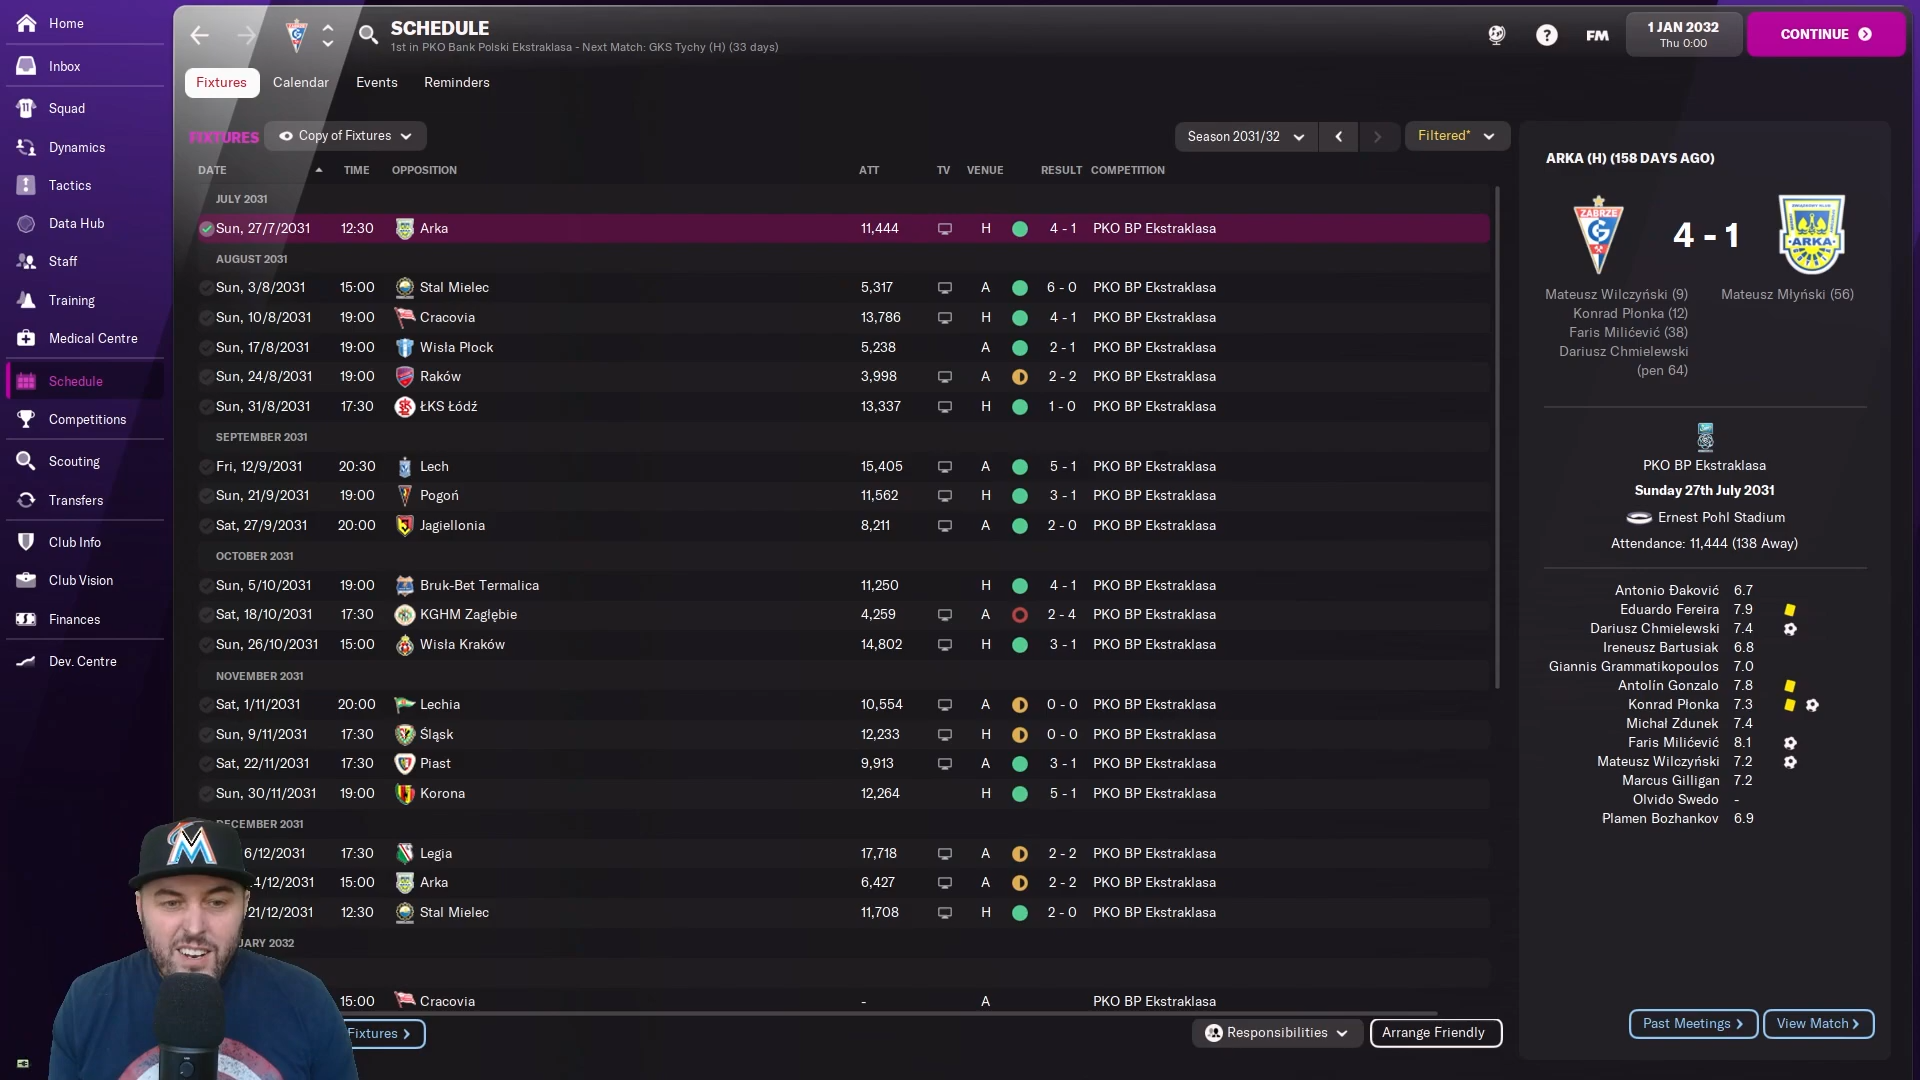 Home
Inbox
Squad
Dynamics
Tactics
Data Hub
Staff
Training
Medical Centre
Schedule
Competitions
Scouting
Transfers
Club Info
Club Vision
Finances
Dev. Centre
SCHEDULE
1st in PKO Bank Polski Ekstraklasa - Next Match: GKS Tychy (H) (33 days)
FM
1 JAN 2032
Thu 0:00
CONTINUE
Fixtures Calendar Events Reminders
FIXTURES Copy of Fixtures Season 2031/32 Filtered*
DATE TIME OPPOSITION ATT TV VENUE RESULT COMPETITION
JULY 2031
Sun, 27/7/2031 12:30 Arka 11,444 H 4 - 1 PKO BP Ekstraklasa
AUGUST 2031
Sun, 3/8/2031 15:00 Stal Mielec 5,317 A 6 - 0 PKO BP Ekstraklasa
Sun, 10/8/2031 19:00 Cracovia 13,786 H 4 - 1 PKO BP Ekstraklasa
Sun, 17/8/2031 19:00 Wisła Płock 5,238 A 2 - 1 PKO BP Ekstraklasa
Sun, 24/8/2031 19:00 Raków 3,998 A 2 - 2 PKO BP Ekstraklasa
Sun, 31/8/2031 17:30 ŁKS Łódź 13,337 H 1 - 0 PKO BP Ekstraklasa
SEPTEMBER 2031
Fri, 12/9/2031 20:30 Lech 15,405 A 5 - 1 PKO BP Ekstraklasa
Sun, 21/9/2031 19:00 Pogoń 11,562 H 3 - 1 PKO BP Ekstraklasa
Sat, 27/9/2031 20:00 Jagiellonia 8,211 A 2 - 0 PKO BP Ekstraklasa
OCTOBER 2031
Sun, 5/10/2031 19:00 Bruk-Bet Termalica 11,250 H 4 - 1 PKO BP Ekstraklasa
Sat, 18/10/2031 17:30 KGHM Zagłębie 4,259 A 2 - 4 PKO BP Ekstraklasa
Sun, 26/10/2031 15:00 Wisła Kraków 14,802 H 3 - 1 PKO BP Ekstraklasa
NOVEMBER 2031
Sat, 1/11/2031 20:00 Lechia 10,554 A 0 - 0 PKO BP Ekstraklasa
Sun, 9/11/2031 17:30 Śląsk 12,233 H 0 - 0 PKO BP Ekstraklasa
Sat, 22/11/2031 17:30 Piast 9,913 A 3 - 1 PKO BP Ekstraklasa
Sun, 30/11/2031 19:00 Korona 12,264 H 5 - 1 PKO BP Ekstraklasa
DECEMBER 2031
6/12/2031 17:30 Legia 17,718 A 2 - 2 PKO BP Ekstraklasa
4/12/2031 15:00 Arka 6,427 A 2 - 2 PKO BP Ekstraklasa
21/12/2031 12:30 Stal Mielec 11,708 H 2 - 0 PKO BP Ekstraklasa
UARY 2032
15:00 Cracovia - A PKO BP Ekstraklasa
Fixtures Responsibilities Arrange Friendly
ARKA (H) (158 DAYS AGO)
ZABRZE
4 - 1
ARKA
Mateusz Wilczyński (9) Mateusz Młyński (56)
Konrad Płonka (12)
Faris Milićević (38)
Dariusz Chmielewski
(pen 64)
PKO BP Ekstraklasa
Sunday 27th July 2031
Ernest Pohl Stadium
Attendance: 11,444 (138 Away)
Antonio Đaković 6.7
Eduardo Fereira 7.9
Dariusz Chmielewski 7.4
Ireneusz Bartusiak 6.8
Giannis Grammatikopoulos 7.0
Antolín Gonzalo 7.8
Konrad Płonka 7.3
Michał Zdunek 7.4
Faris Milićević 8.1
Mateusz Wilczyński 7.2
Marcus Gilligan 7.2
Olvido Swedo -
Plamen Bozhankov 6.9
Past Meetings View Match